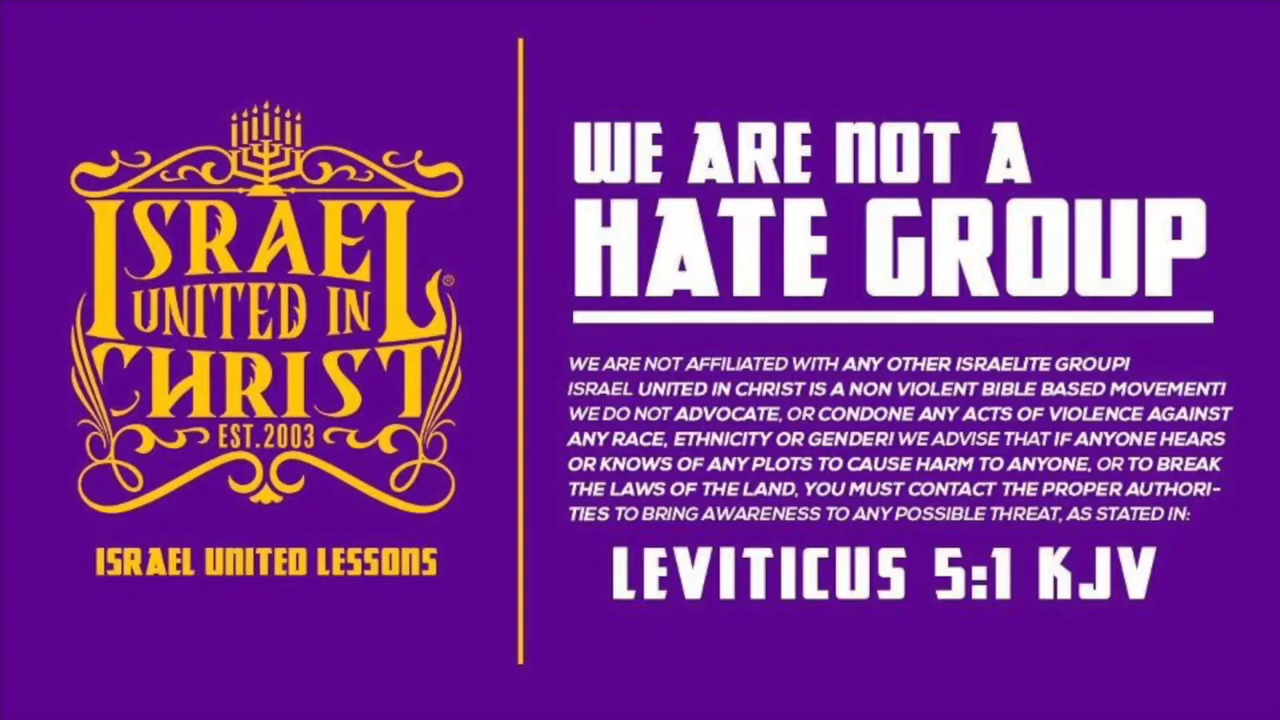 ISRAEL
UNITED IN
CHRIST®
EST.2003
ISRAEL UNITED LESSONS
WE ARE NOT A
HATE GROUP
WE ARE NOT AFFILIATED WITH ANY OTHER ISRAELITE GROUP!
ISRAEL UNITED IN CHRIST IS A NON VIOLENT BIBLE BASED MOVEMENT!
WE DO NOT ADVOCATE, OR CONDONE ANY ACTS OF VIOLENCE AGAINST
ANY RACE, ETHNICITY OR GENDER! WE ADVISE THAT IF ANYONE HEARS
OR KNOWS OF ANY PLOTS TO CAUSE HARM TO ANYONE, OR TO BREAK
THE LAWS OF THE LAND, YOU MUST CONTACT THE PROPER AUTHORI-
TIES TO BRING AWARENESS TO ANY POSSIBLE THREAT, AS STATED IN:
LEVITICUS 5:1 KJV